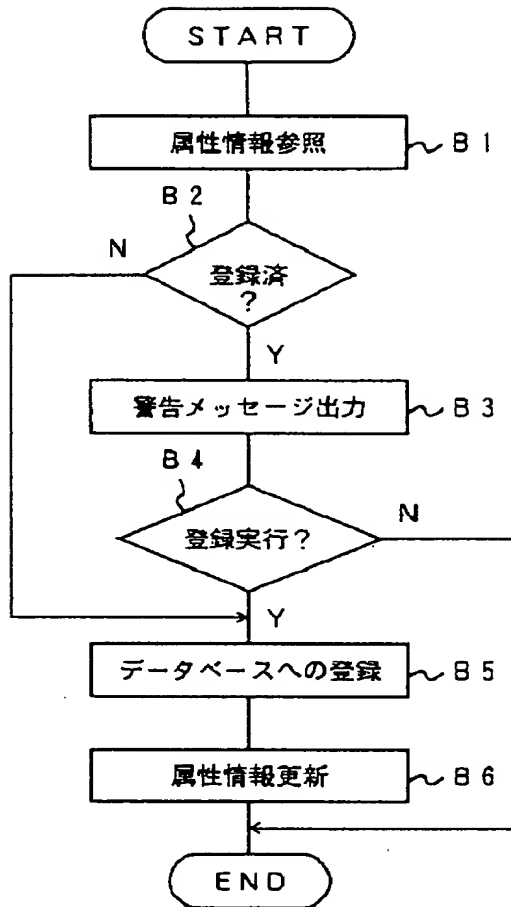 START
属性情報参照
B1
B2
N
登録済
?
Y
警告メッセージ出力
B3
B4
登録実行?
N
Y
データベースへの登録
B5
属性情報更新
B6
END